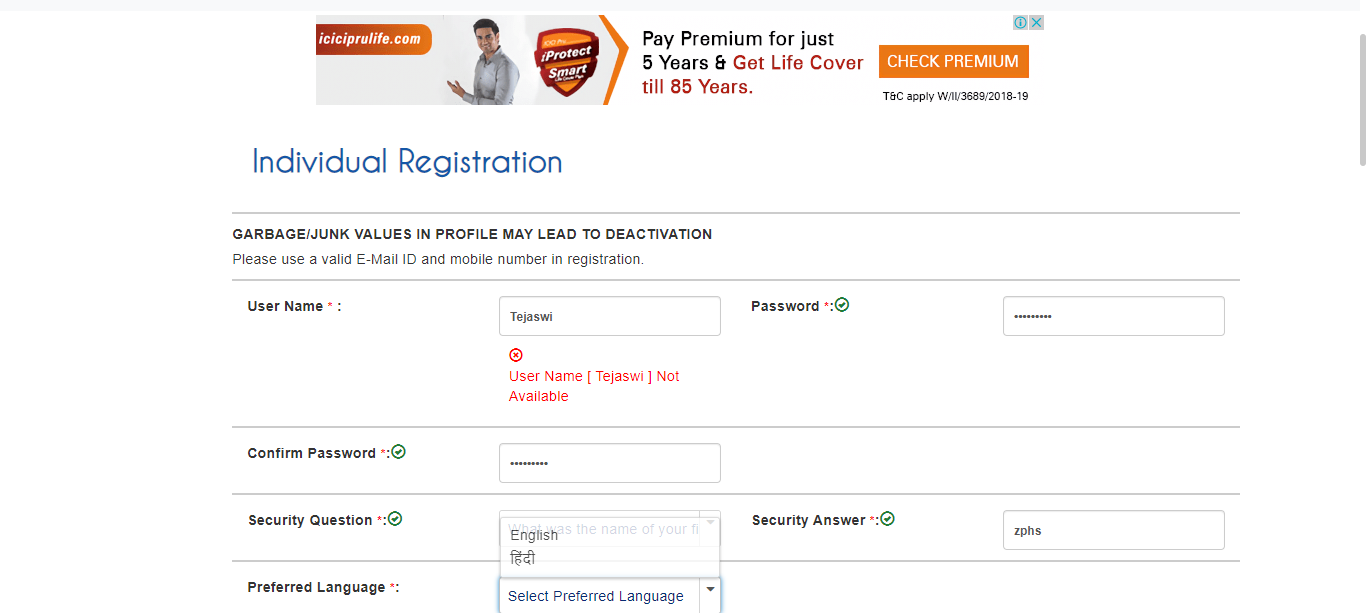 iciciprulife.com
ICICI Pru
iProtect
Smart
Pay Premium for just
5 Years & Get Life Cover
till 85 Years.
CHECK PREMIUM
T&C apply W/II/3689/2018-19
Individual Registration
GARBAGE/JUNK VALUES IN PROFILE MAY LEAD TO DEACTIVATION
Please use a valid E-Mail ID and mobile number in registration.
User Name * :
Tejaswi
Password *:
•••••••••
User Name [ Tejaswi ] Not
Available
Confirm Password *:
•••••••••
Security Question *:
What was the name of your fi
Security Answer *:
zphs
English
हिंदी
Preferred Language *:
Select Preferred Language